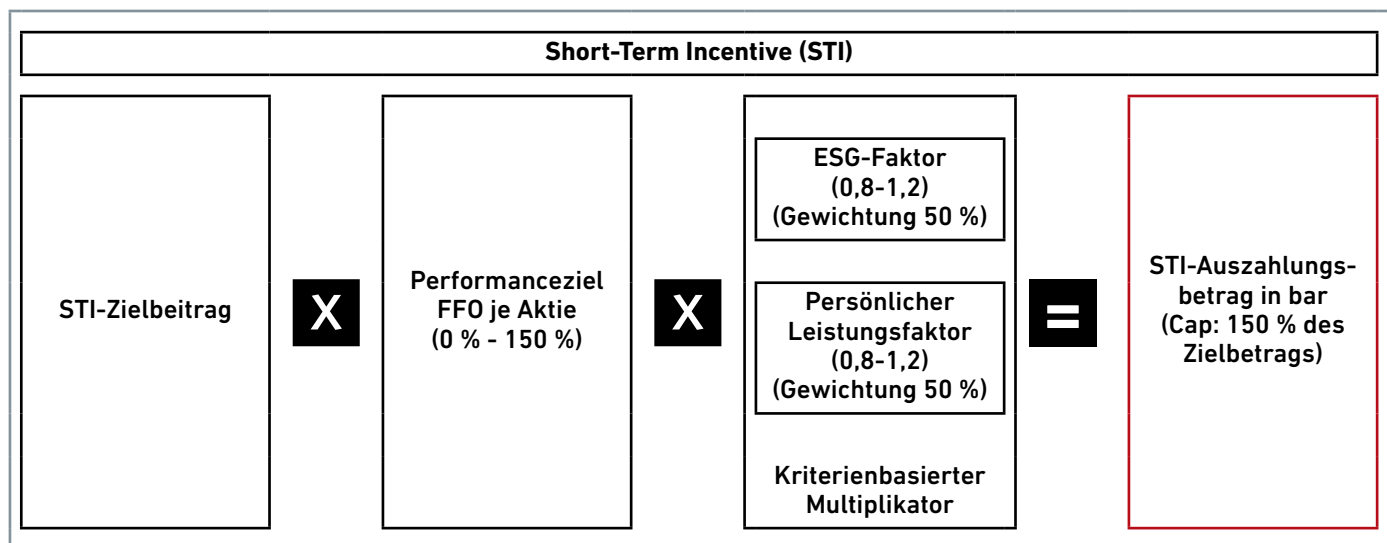 Short-Term Incentive (STI)
STI-Zielbeitrag
X
Performanceziel
FFO je Aktie
(0 % - 150 %)
X
ESG-Faktor
(0,8-1,2)
(Gewichtung 50 %)
Persönlicher
Leistungsfaktor
(0,8-1,2)
(Gewichtung 50 %)
Kriterienbasierter
Multiplikator
=
STI-Auszahlungs-
betrag in bar
(Cap: 150 % des
Zielbetrags)